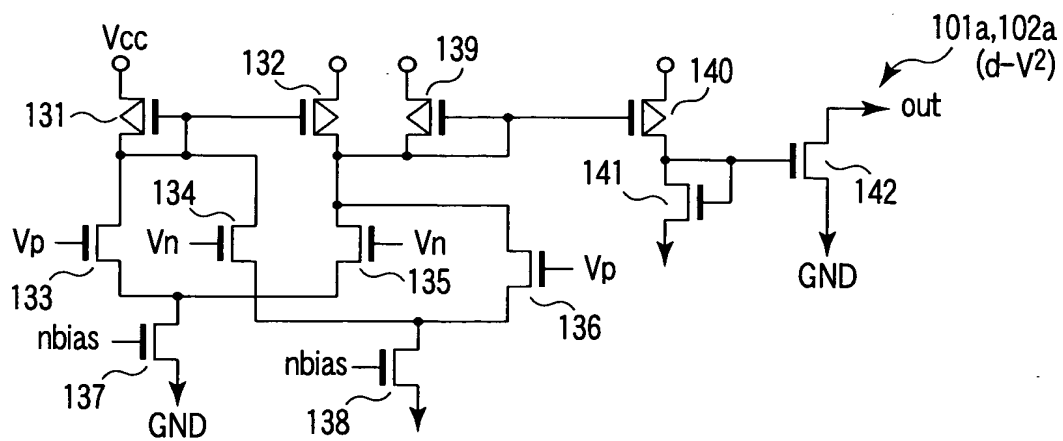 101a,102a
(d-V²)
Vcc
132
139
140
out
131
134
141
142
Vp
Vn
Vn
Vp
133
135
136
GND
nbias
nbias
137
138
GND